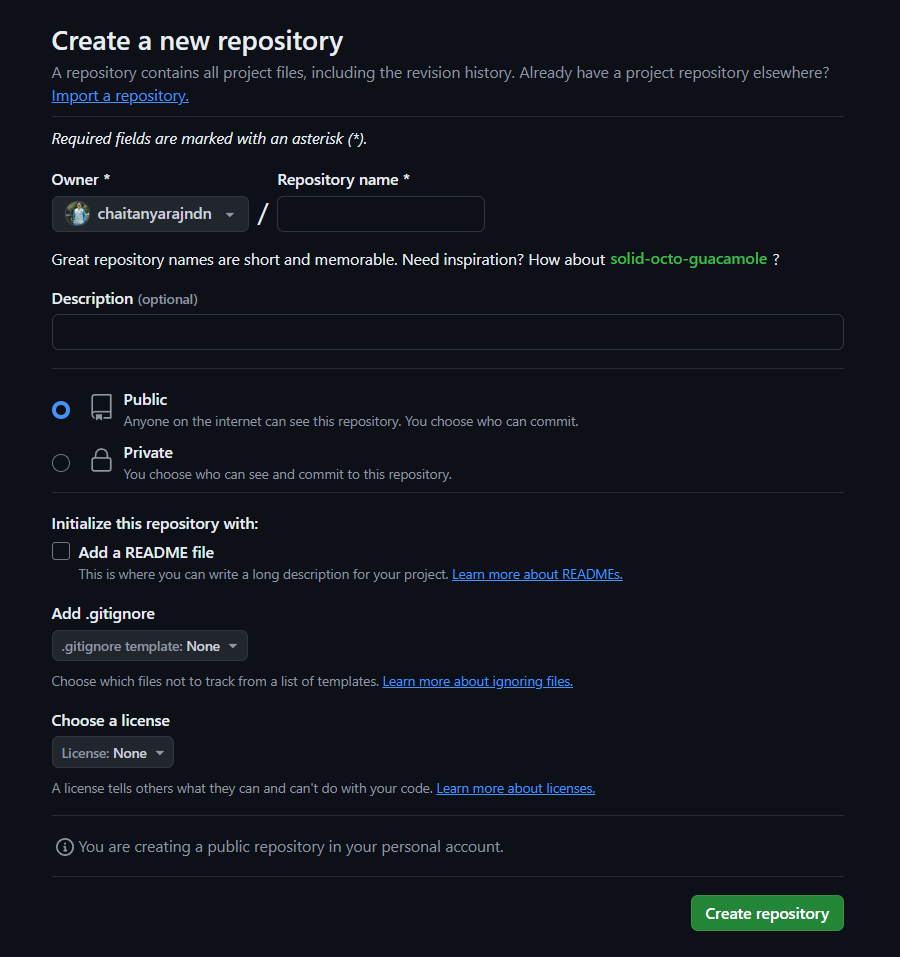 Create a new repository
A repository contains all project files, including the revision history. Already have a project repository elsewhere?
Import a repository.
Required fields are marked with an asterisk (*).
Owner * Repository name *
chaitanyarajndn /
Great repository names are short and memorable. Need inspiration? How about solid-octo-guacamole ?
Description (optional)
Public
Anyone on the internet can see this repository. You choose who can commit.
Private
You choose who can see and commit to this repository.
Initialize this repository with:
Add a README file
This is where you can write a long description for your project. Learn more about READMEs.
Add .gitignore
.gitignore template: None
Choose which files not to track from a list of templates. Learn more about ignoring files.
Choose a license
License: None
A license tells others what they can and can't do with your code. Learn more about licenses.
You are creating a public repository in your personal account.
Create repository